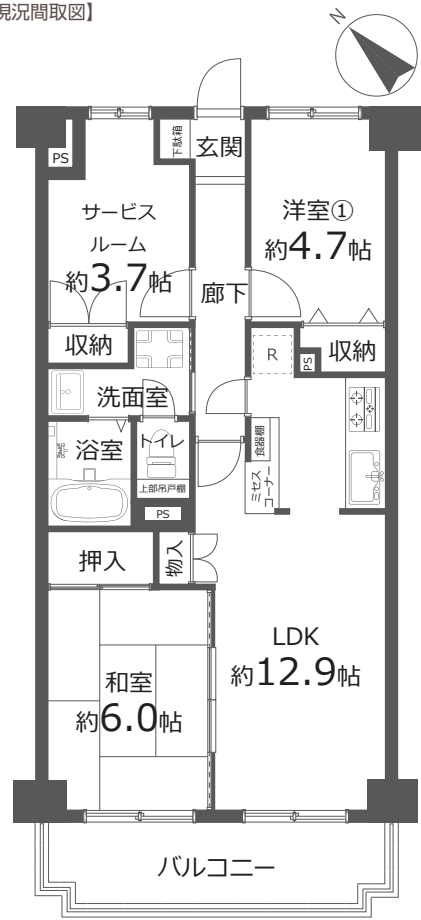 現況間取図】
N
PS
下駄箱
玄関
サービス
ルーム
約3.7帖
洋室①
約4.7帖
廊下
収納
R
PS
収納
洗面室
浴室
トイレ
上部吊戸棚
食器棚
ミセス
コーナー
PS
押入
物入
和室
約6.0帖
LDK
約12.9帖
バルコニー